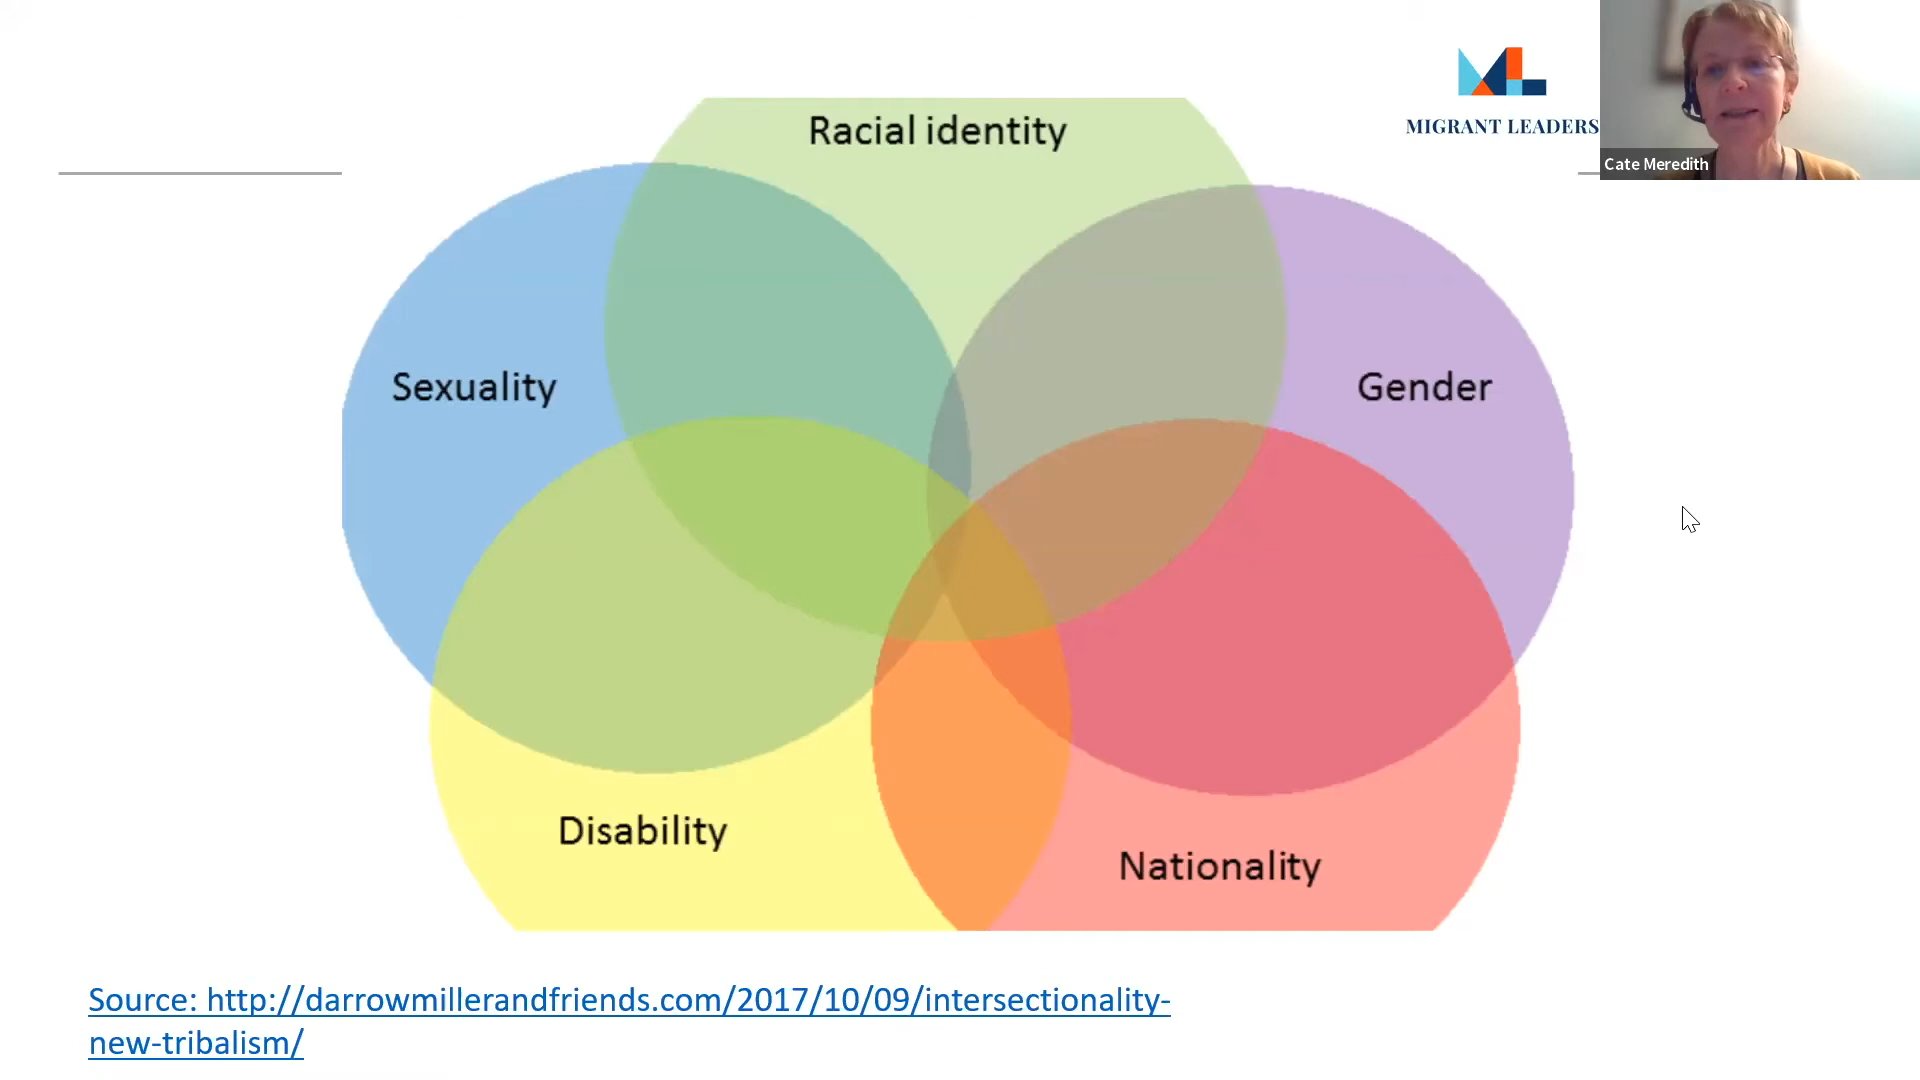 Racial identity
MIGRANT LEADERS
Cate Meredith
Sexuality
Gender
Disability
Nationality
Source: http://darrowmillerandfriends.com/2017/10/09/intersectionality-
new-tribalism/